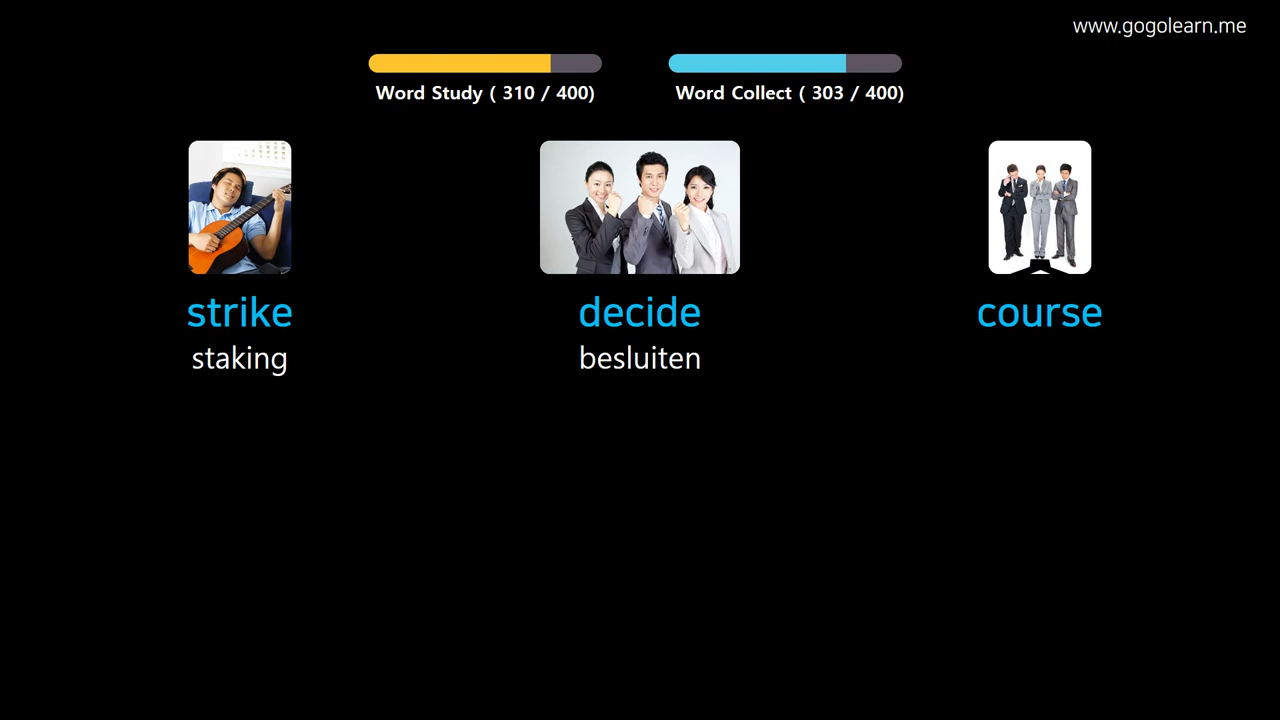 www.gogolearn.me
Word Study ( 310 / 400)
Word Collect ( 303 / 400)
strike
decide
course
staking
besluiten